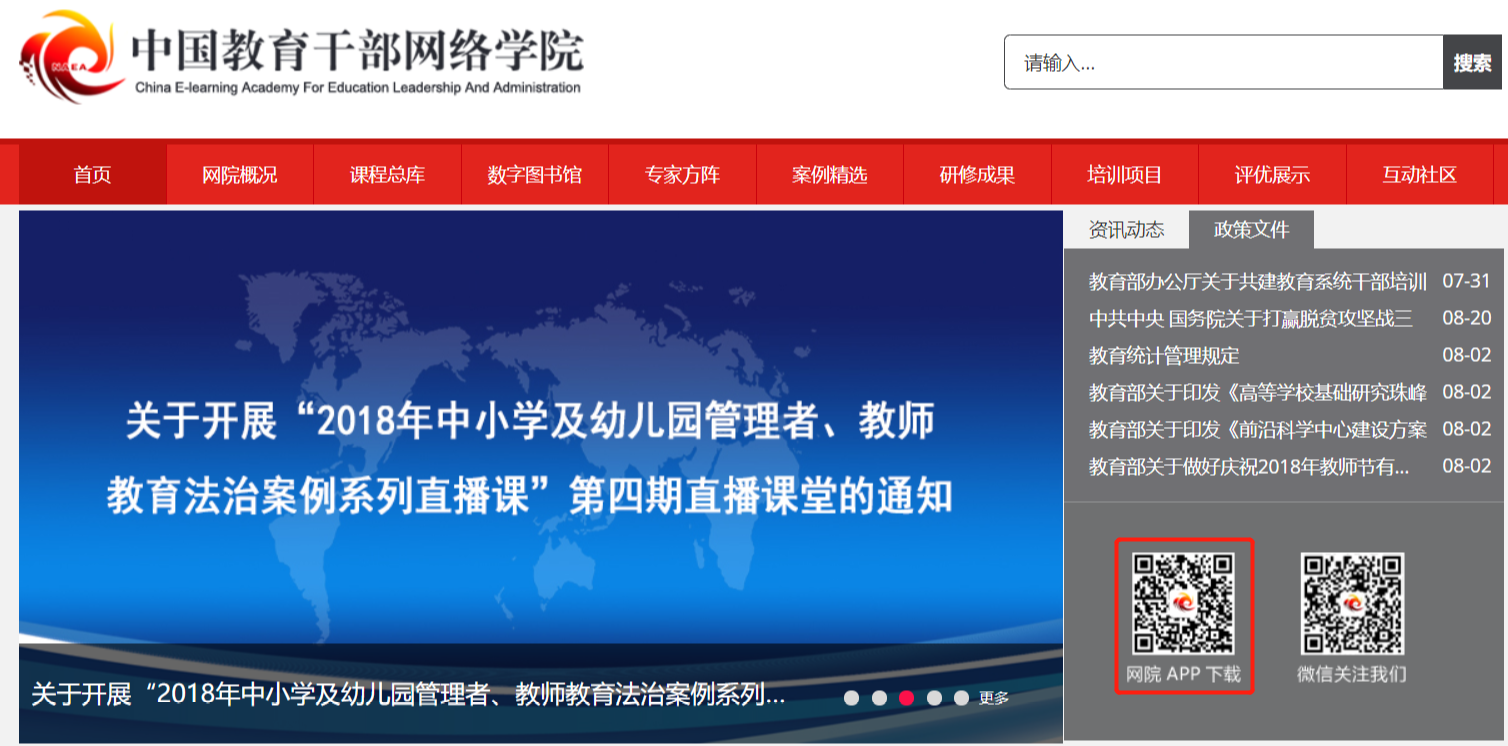 中国教育干部网络学院
China E-learning Academy For Education Leadership And Administration
NAEA
请输入...
搜索
首页
网院概况
课程总库
数字图书馆
专家方阵
案例精选
研修成果
培训项目
评优展示
互动社区
关于开展“2018年中小学及幼儿园管理者、教师
教育法治案例系列直播课”第四期直播课堂的通知
关于开展“2018年中小学及幼儿园管理者、教师教育法治案例系列...
更多
资讯动态
政策文件
教育部办公厅关于共建教育系统干部培训 07-31
中共中央 国务院关于打赢脱贫攻坚战三 08-20
教育统计管理规定 08-02
教育部关于印发《高等学校基础研究珠峰 08-02
教育部关于印发《前沿科学中心建设方案 08-02
教育部关于做好庆祝2018年教师节有... 08-02
网院 APP 下载
微信关注我们